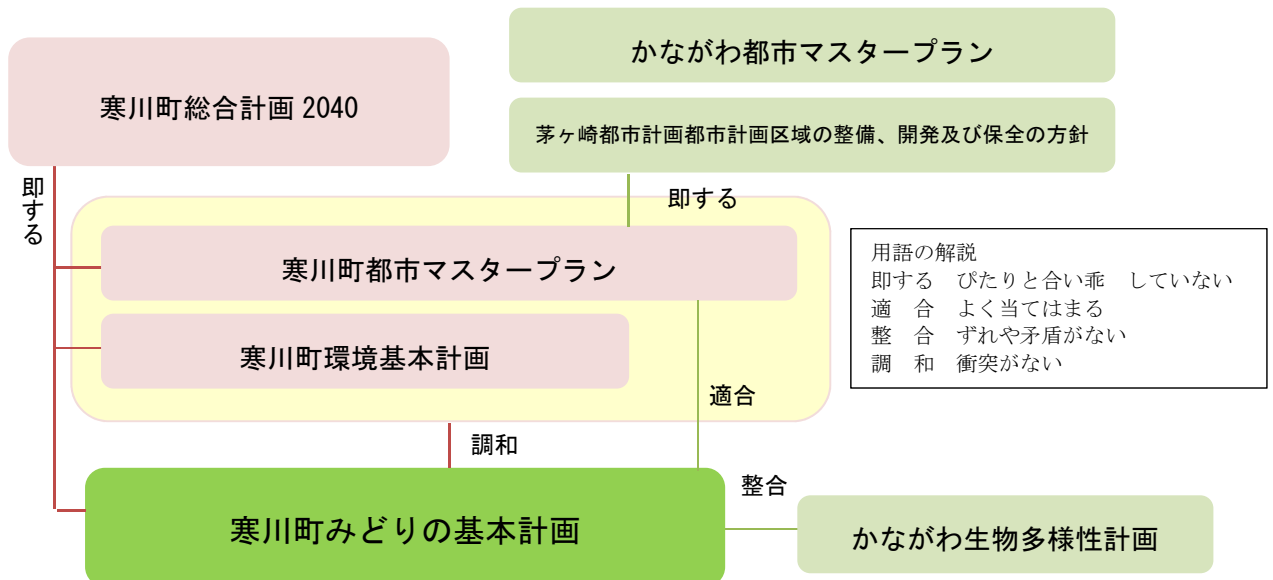 かながわ都市マスタープラン
寒川町総合計画 2040
茅ヶ崎都市計画都市計画区域の整備、開発及び保全の方針
即する
即する
寒川町都市マスタープラン
寒川町環境基本計画
用語の解説
即する ぴたりと合い乖 していない
適 合 よく当てはまる
整 合 ずれや矛盾がない
調 和 衝突がない
適合
調和
整合
寒川町みどりの基本計画
かながわ生物多様性計画